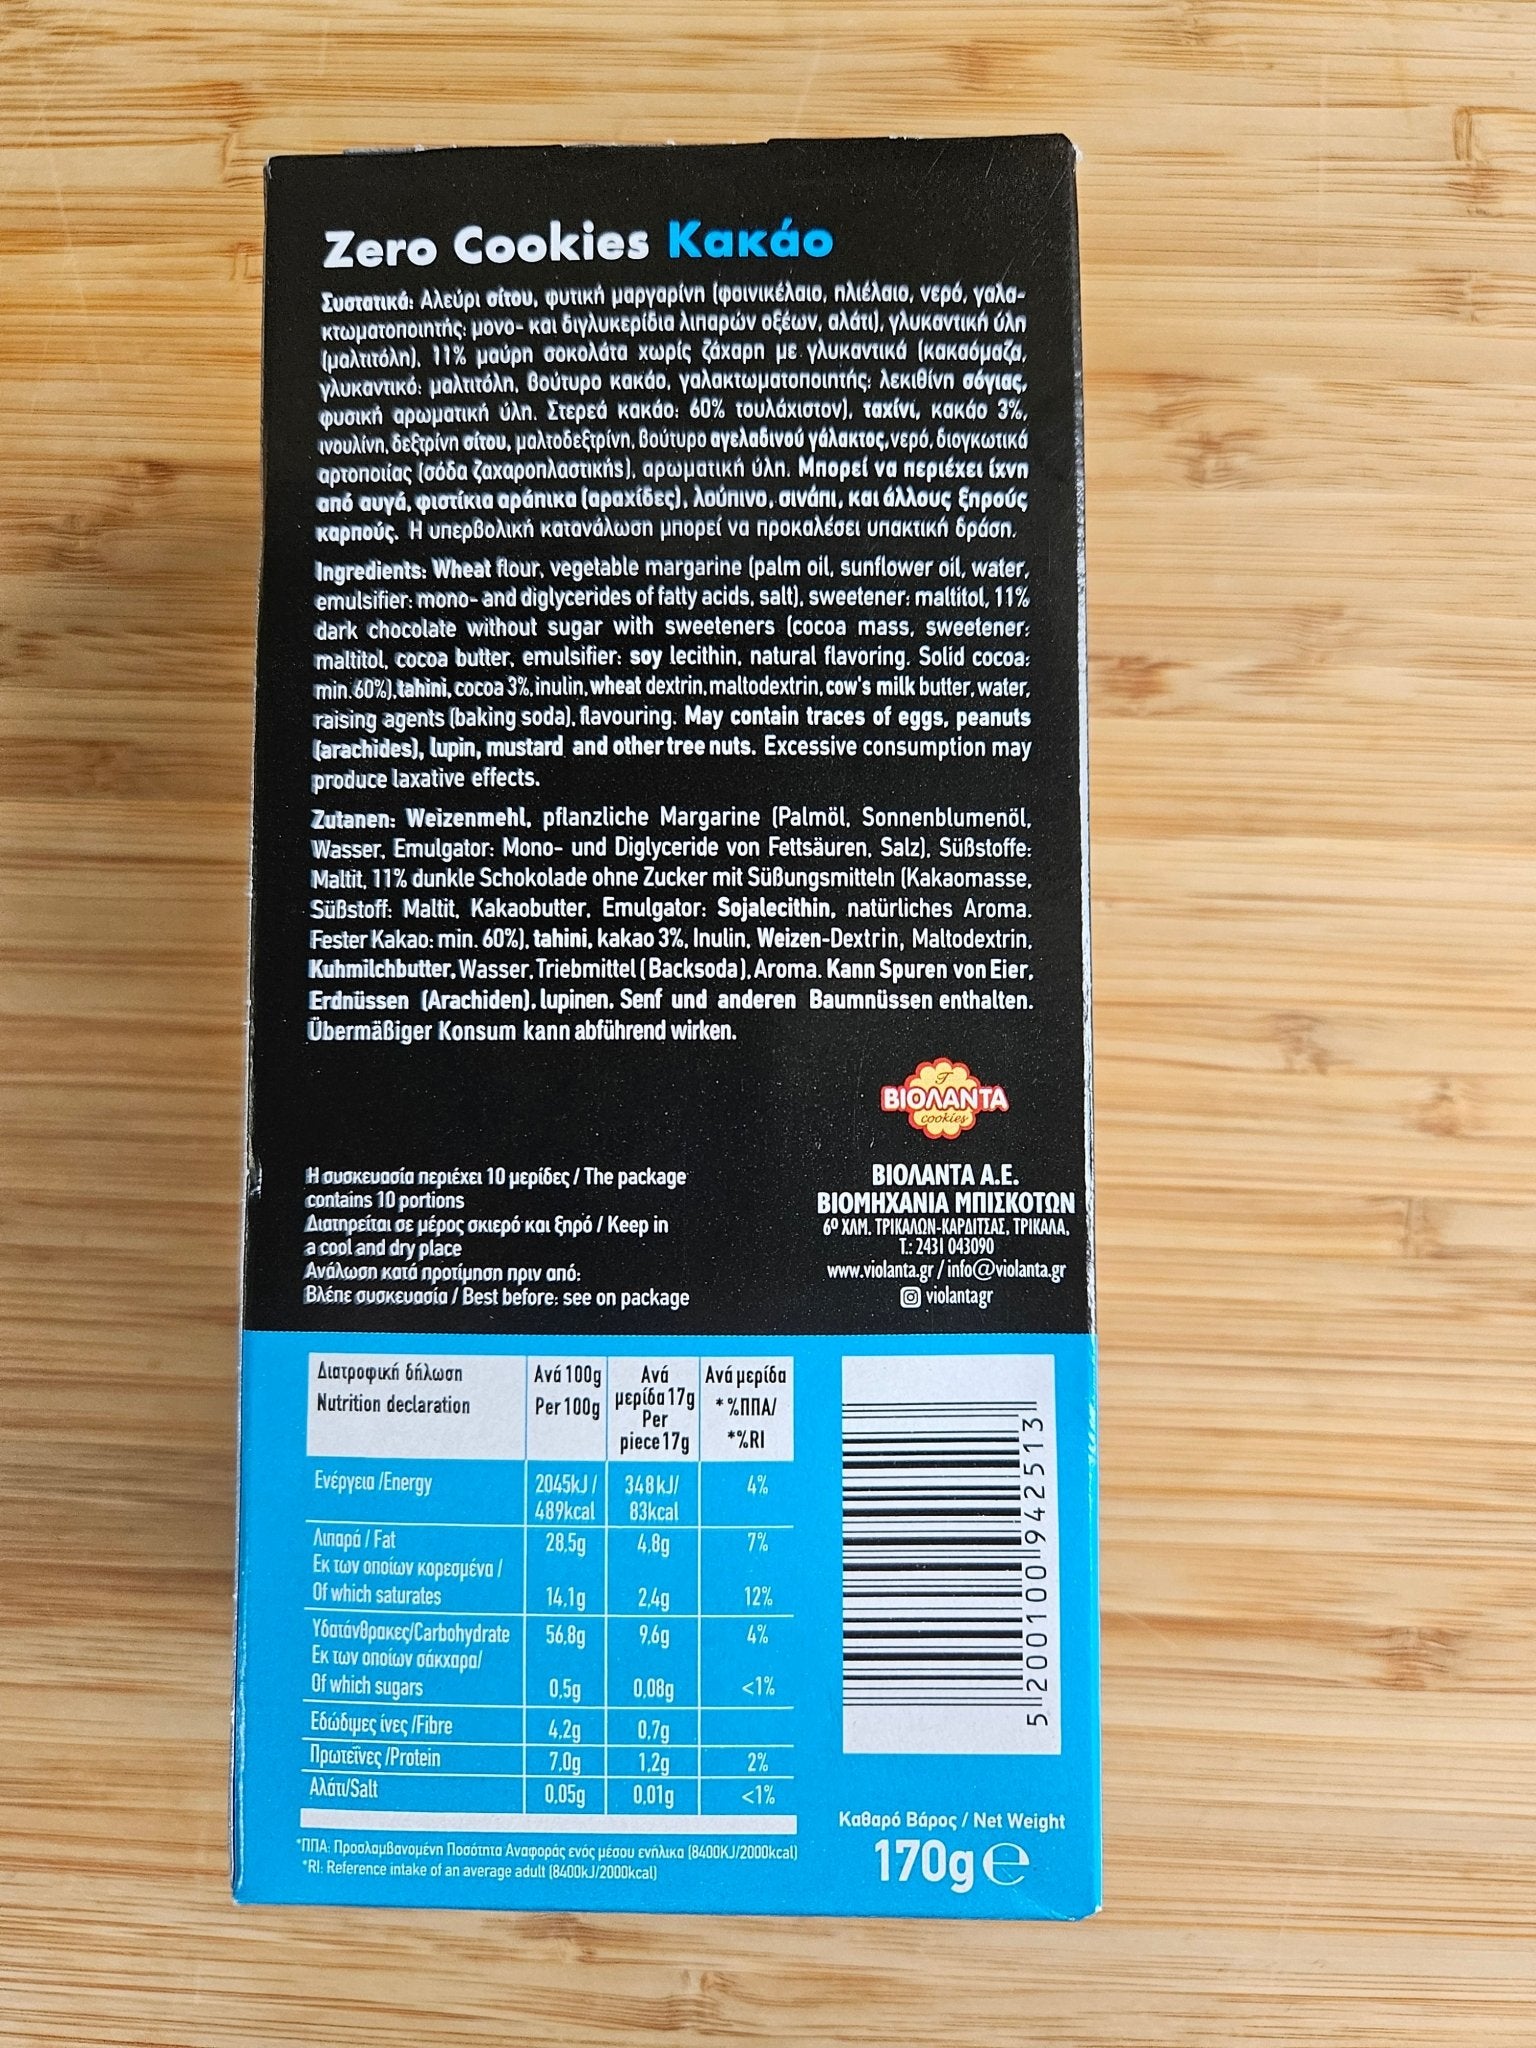 Zero Cookies Κακάο
Συστατικά: Αλεύρι σίτου, φυτική μαργαρίνη (φοινικέλαιο, ηλιέλαιο, νερό, γαλα-
κτωματοποιητής: μονο- και διγλυκερίδια λιπαρών οξέων, αλάτι), γλυκαντική ύλη
(μαλτιτόλη), 11% μαύρη σοκολάτα χωρίς ζάχαρη με γλυκαντικά (κακαόμαζα,
γλυκαντικό: μαλτιτόλη, βούτυρο κακάο, γαλακτωματοποιητής: λεκιθίνη σόγιας,
φυσική αρωματική ύλη. Στερεά κακάο: 60% τουλάχιστον), ταχίνι, κακάο 3%,
ινουλίνη, δεξτρίνη σίτου, μαλτοδεξτρίνη, βούτυρο αγελαδινού γάλακτος, νερό, διογκωτικά
αρτοποιίας (σόδα ζαχαροπλαστικής), αρωματική ύλη. Μπορεί να περιέχει ίχνη
από αυγά, φιστίκια αράπικα (αραχίδες), λούπινο, σινάπι, και άλλους ξηρούς
καρπούς. Η υπερβολική κατανάλωση μπορεί να προκαλέσει υπακτική δράση.
Ingredients: Wheat flour, vegetable margarine (palm oil, sunflower oil, water,
emulsifier: mono- and diglycerides of fatty acids, salt), sweetener: maltitol, 11%
dark chocolate without sugar with sweeteners (cocoa mass, sweetener:
maltitol, cocoa butter, emulsifier: soy lecithin, natural flavoring. Solid cocoa:
min. 60%), tahini, cocoa 3%, inulin, wheat dextrin, maltodextrin, cow's milk butter, water,
raising agents (baking soda), flavouring. May contain traces of eggs, peanuts
(arachides), lupin, mustard and other tree nuts. Excessive consumption may
produce laxative effects.
Zutanen: Weizenmehl, pflanzliche Margarine (Palmöl, Sonnenblumenöl,
Wasser, Emulgator: Mono- und Diglyceride von Fettsäuren, Salz), Süßstoffe:
Maltit, 11% dunkle Schokolade ohne Zucker mit Süßungsmitteln (Kakaomasse,
Süßstoff: Maltit, Kakaobutter, Emulgator: Sojalecithin, natürliches Aroma.
Fester Kakao: min. 60%), tahini, kakao 3%, Inulin, Weizen-Dextrin, Maltodextrin,
Kuhmilchbutter, Wasser, Triebmittel (Backsoda), Aroma. Kann Spuren von Eier,
Erdnüssen (Arachiden), lupinen, Senf und anderen Baumnüssen enthalten.
Übermäßiger Konsum kann abführend wirken.
ΒΙΟΛΑΝΤΑ
cookies
Η συσκευασία περιέχει 10 μερίδες / The package
contains 10 portions
Διατηρείται σε μέρος σκιερό και ξηρό / Keep in
a cool and dry place
Ανάλωση κατά προτίμηση πριν από:
Βλέπε συσκευασία / Best before: see on package
ΒΙΟΛΑΝΤΑ Α.Ε.
ΒΙΟΜΗΧΑΝΙΑ ΜΠΙΣΚΟΤΩΝ
6º ΧΛΜ. ΤΡΙΚΑΛΩΝ-ΚΑΡΔΙΤΣΑΣ, ΤΡΙΚΑΛΑ,
Τ.: 2431 043090
www.violanta.gr / info@violanta.gr
violantagr
Διατροφική δήλωση Ανά 100g Ανά Ανά μερίδα
Nutrition declaration Per 100g μερίδα 17g *%ΠΠΑ/
Per
piece 17g *%RI
Ενέργεια /Energy 2045kJ / 348 kJ/ 4%
489kcal 83kcal
Λιπαρά / Fat 28,5g 4,8g 7%
Εκ των οποίων κορεσμένα /
Of which saturates 14,1g 2,4g 12%
Υδατάνθρακες/Carbohydrate 56,8g 9,6g 4%
Εκ των οποίων σάκχαρα/
Of which sugars 0,5g 0,08g <1%
Εδώδιμες ίνες /Fibre 4,2g 0,7g
Πρωτεΐνες /Protein 7,0g 1,2g 2%
Αλάτι/Salt 0,05g 0,01g <1%
*ΠΠΑ: Προσλαμβανομένη Ποσότητα Αναφοράς ενός μέσου ενήλικα (8400KJ/2000kcal)
*RI: Reference intake of an average adult (8400kJ/2000kcal)
5 200100 942513
Καθαρό Βάρος / Net Weight
170g e